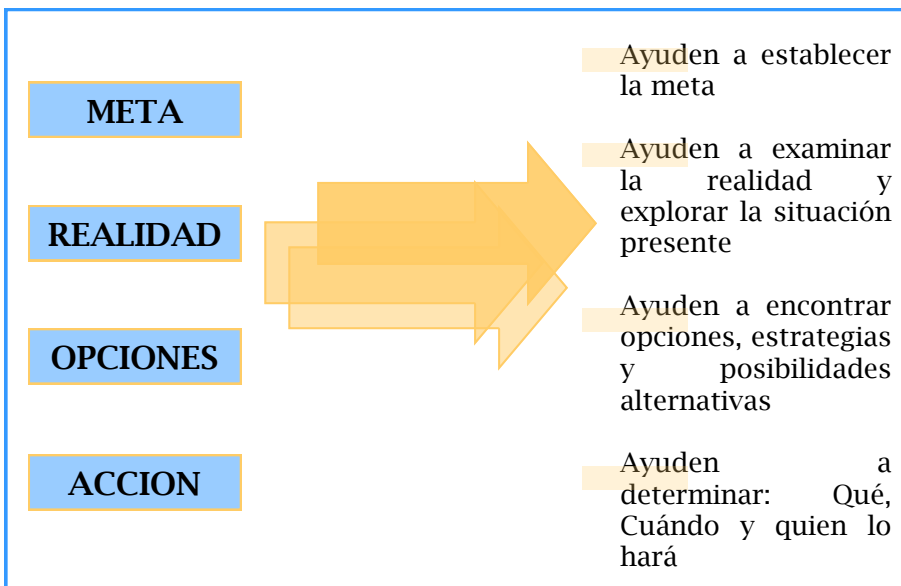 META
Ayuden a establecer
la meta
REALIDAD
Ayuden a examinar
la realidad y
explorar la situación
presente
OPCIONES
Ayuden a encontrar
opciones, estrategias
y posibilidades
alternativas
ACCION
Ayuden a
determinar: Qué,
Cuándo y quien lo
hará